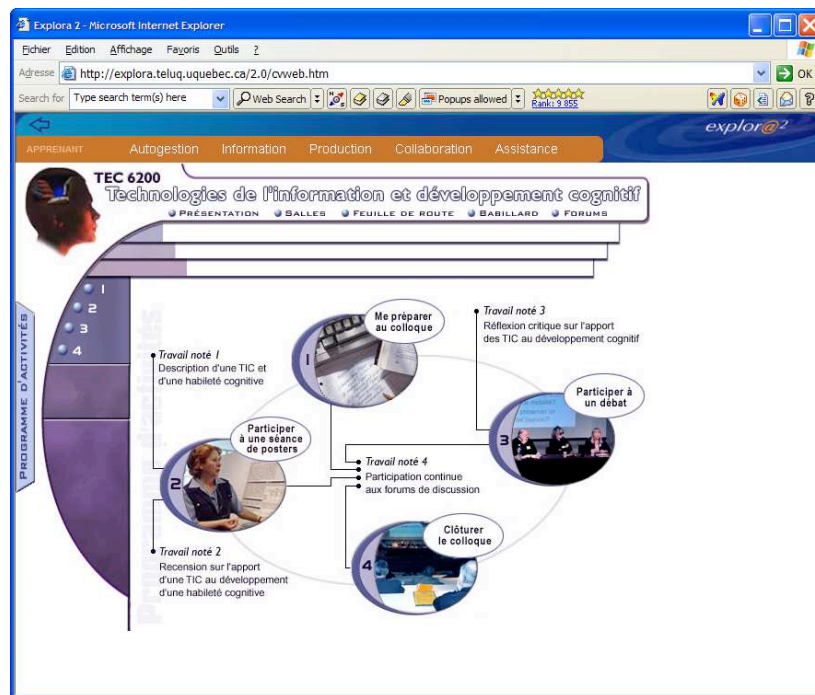 Explora 2 - Microsoft Internet Explorer
Fichier Edition Affichage Favoris Outils ?
Adresse http://explora.teluq.uquebec.ca/2.0/cvweb.htm OK
Search for Type search term(s) here Web Search Popups allowed Rank: 9 855
explor@2
APPRENANT Autogestion Information Production Collaboration Assistance
TEC 6200
Technologies de l'information et développement cognitif
PRÉSENTATION SALLES FEUILLE DE ROUTE BABILLARD FORUMS
PROGRAMME D'ACTIVITÉS
1
2
3
4
1
Me préparer
au colloque
Travail noté 3
Réflexion critique sur l'apport
des TIC au développement cognitif
Travail noté 1
Description d'une TIC et
d'une habileté cognitive
2
Participer
à une séance
de posters
3
Participer à
un débat
Travail noté 4
Participation continue
aux forums de discussion
Travail noté 2
Recension sur l'apport
d'une TIC au développement
d'une habileté cognitive
4
Clôturer
le colloque